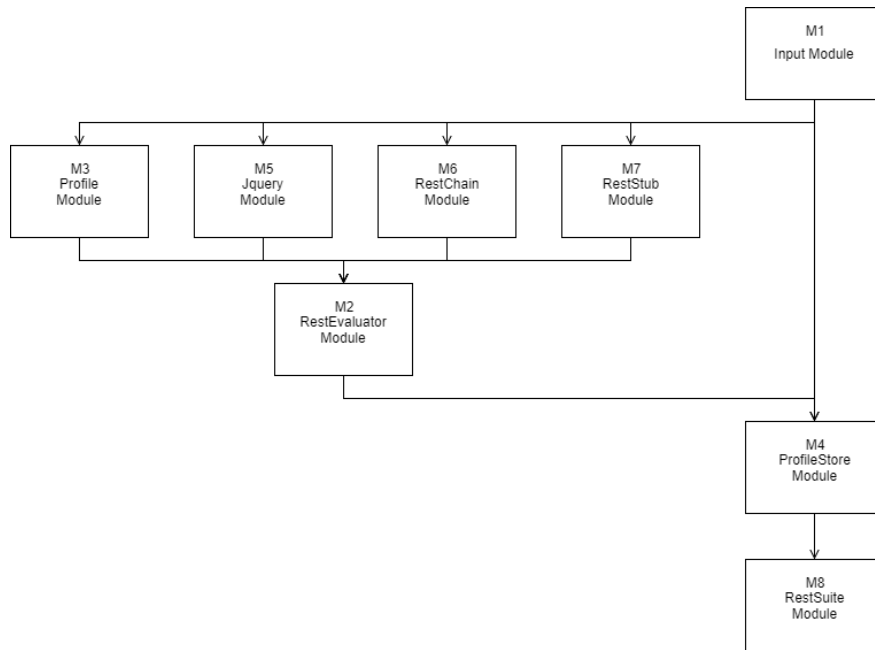 M1
Input Module
M3
Profile
Module
M5
Jquery
Module
M6
RestChain
Module
M7
RestStub
Module
M2
RestEvaluator
Module
M4
ProfileStore
Module
M8
RestSuite
Module